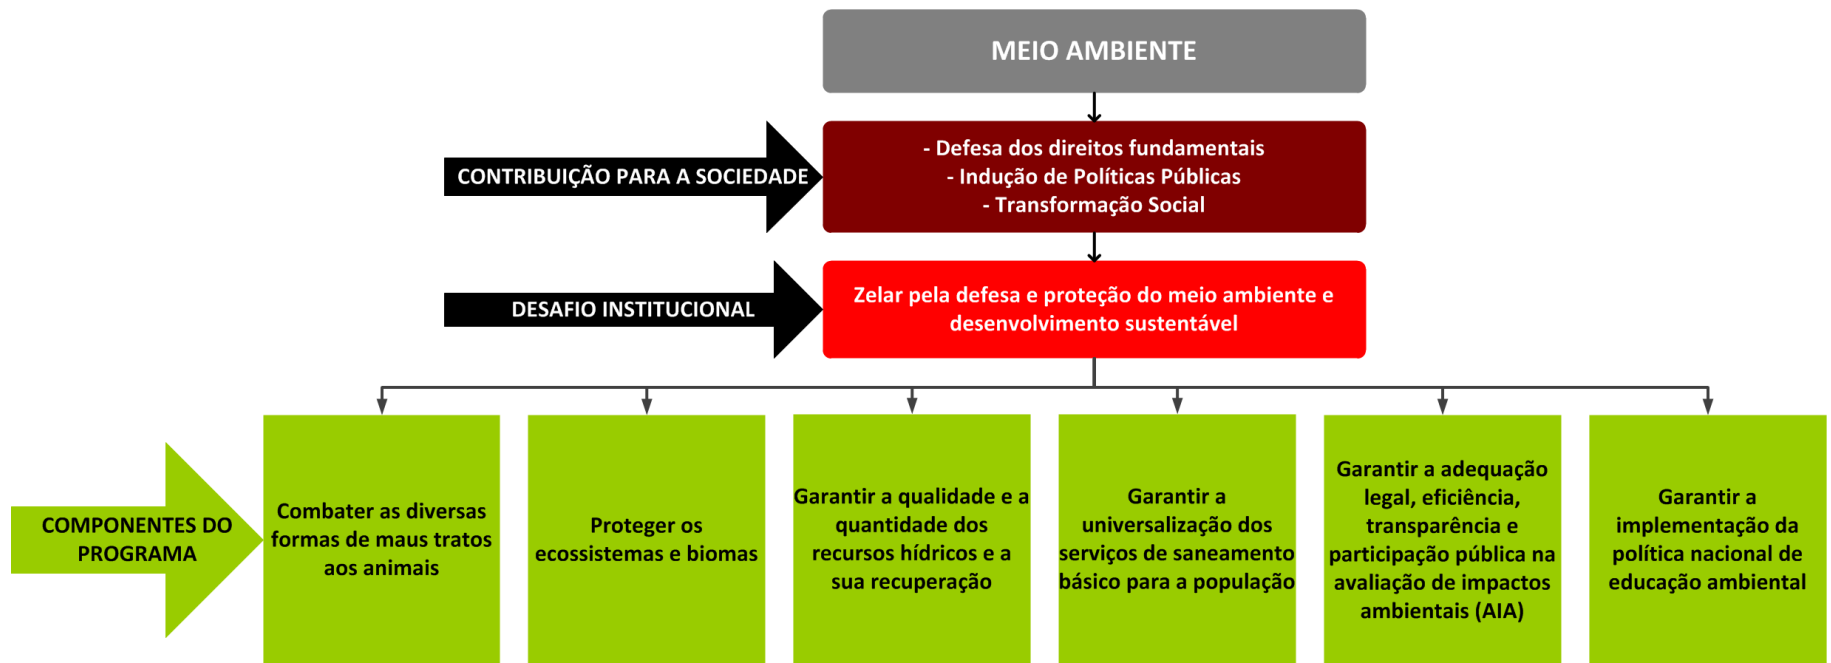 MEIO AMBIENTE
CONTRIBUIÇÃO PARA A SOCIEDADE
- Defesa dos direitos fundamentais
- Indução de Políticas Públicas
- Transformação Social
DESAFIO INSTITUCIONAL
Zelar pela defesa e proteção do meio ambiente e
desenvolvimento sustentável
COMPONENTES DO
PROGRAMA
Combater as diversas
formas de maus tratos
aos animais
Proteger os
ecossistemas e biomas
Garantir a qualidade e a
quantidade dos
recursos hídricos e a
sua recuperação
Garantir a
universalização dos
serviços de saneamento
básico para a população
Garantir a adequação
legal, eficiência,
transparência e
participação pública na
avaliação de impactos
ambientais (AIA)
Garantir a
implementação da
política nacional de
educação ambiental